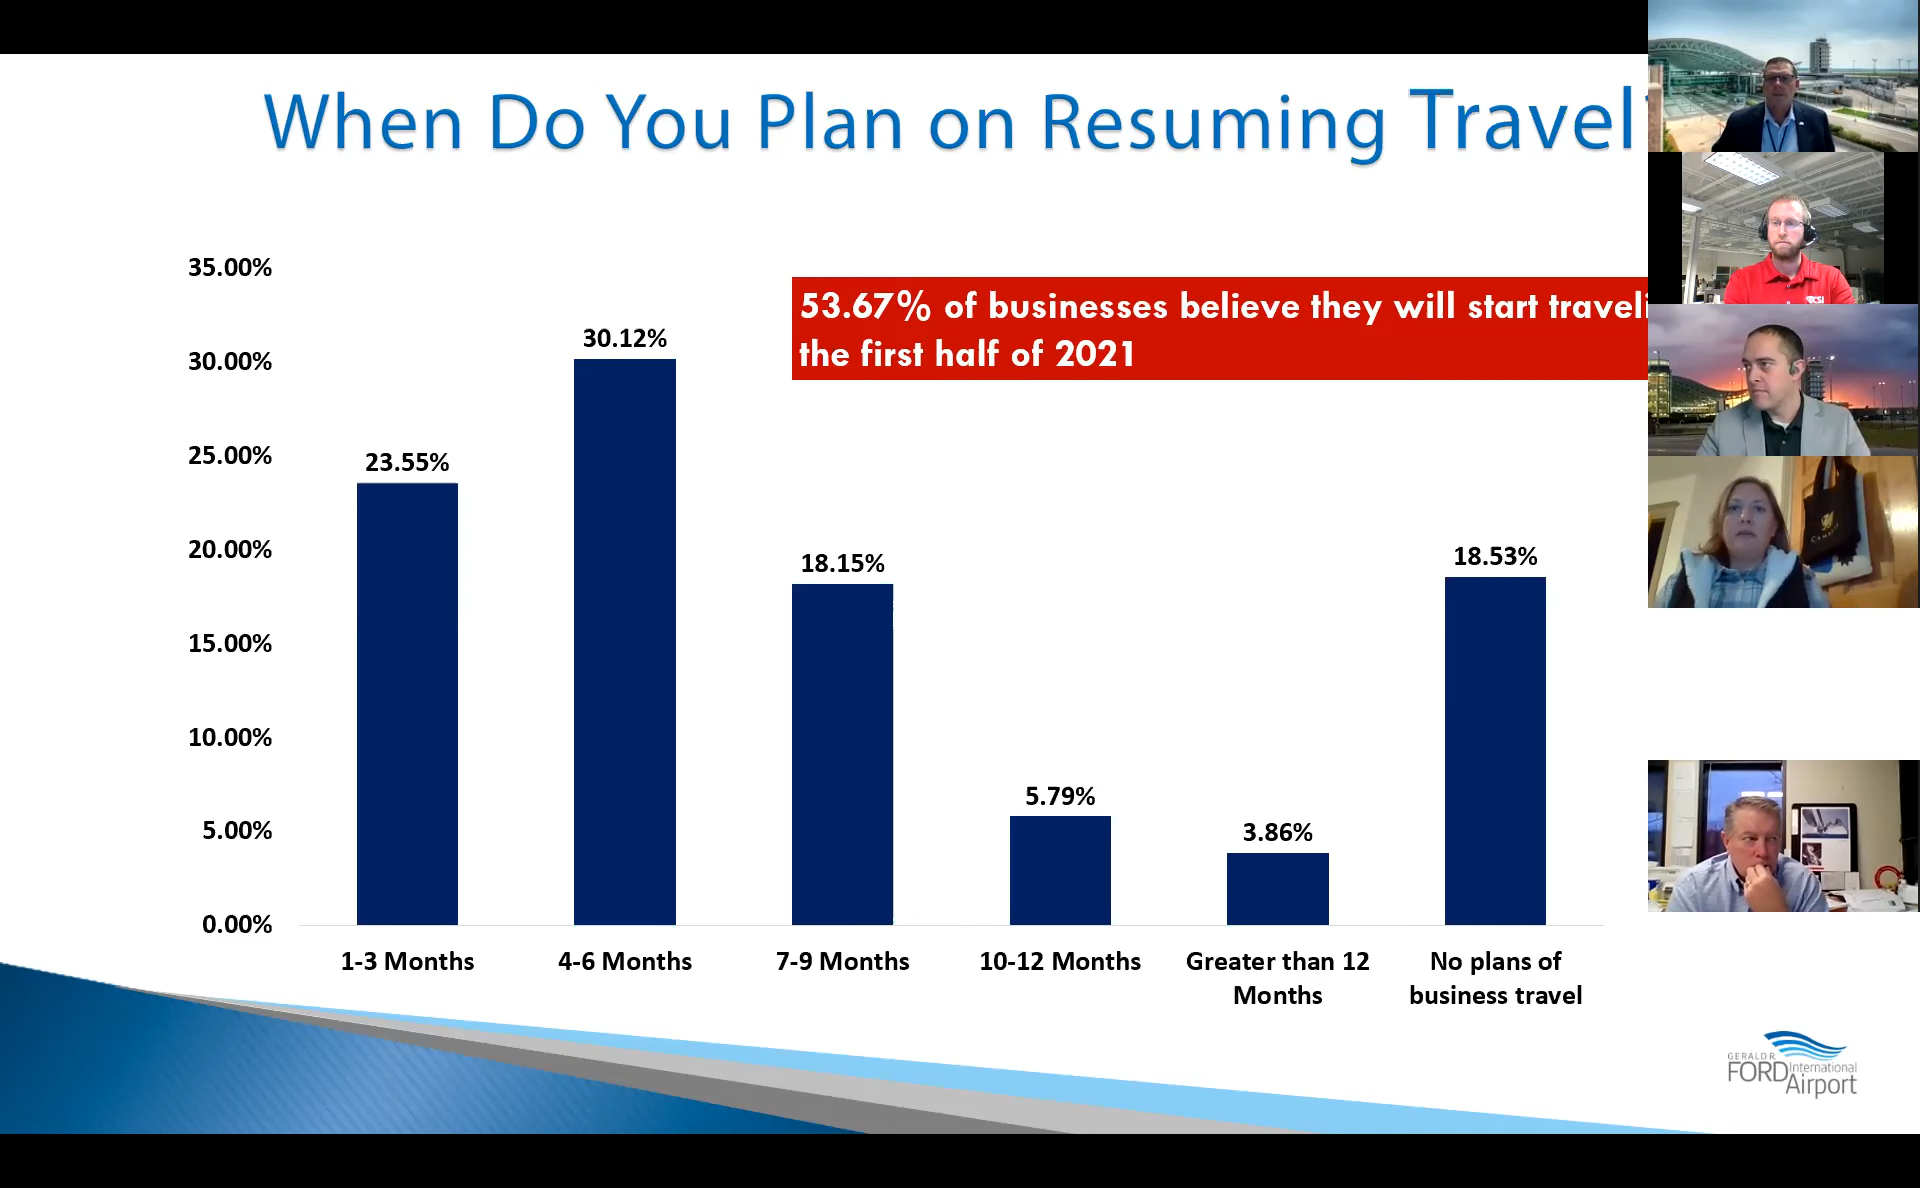 When Do You Plan on Resuming Travel
53.67% of businesses believe they will start traveli
the first half of 2021
35.00%
30.00%
25.00%
20.00%
15.00%
10.00%
5.00%
0.00%
23.55%
30.12%
18.15%
5.79%
3.86%
18.53%
1-3 Months
4-6 Months
7-9 Months
10-12 Months
Greater than 12
Months
No plans of
business travel
GERALD R.
FORD International
Airport